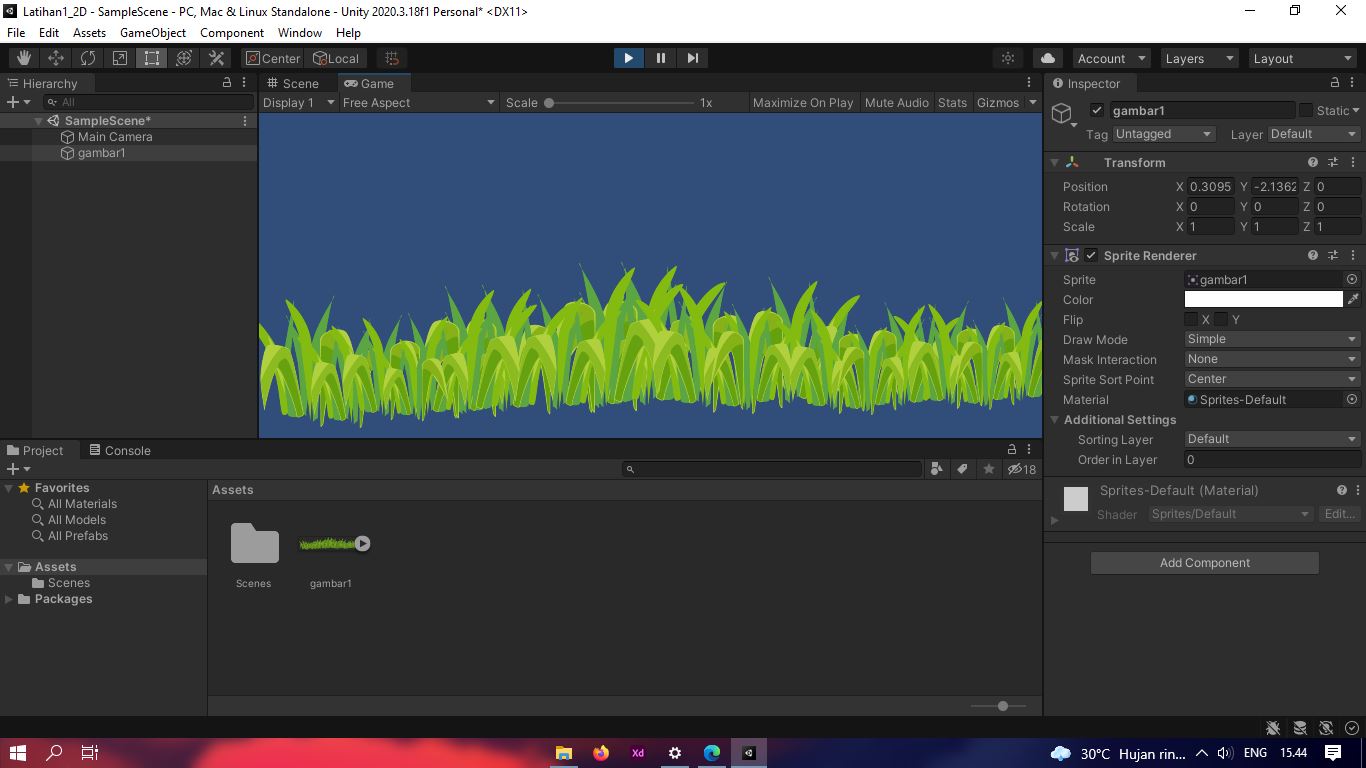 Latihan1_2D - SampleScene - PC, Mac & Linux Standalone - Unity 2020.3.18f1 Personal* <DX11>
File Edit Assets GameObject Component Window Help
Center Local Account Layers Layout
Hierarchy Scene Game Inspector
All Display 1 Free Aspect Scale 1x Maximize On Play Mute Audio Stats Gizmos
gambar1 Static
SampleScene*
Main Camera
gambar1
Tag Untagged Layer Default
Transform
Position X 0.3095 Y -2.1362 Z 0
Rotation X 0 Y 0 Z 0
Scale X 1 Y 1 Z 1
Sprite Renderer
Sprite gambar1
Color
Flip X Y
Draw Mode Simple
Mask Interaction None
Sprite Sort Point Center
Material Sprites-Default
Additional Settings
Sorting Layer Default
Order in Layer 0
Sprites-Default (Material)
Shader Sprites/Default Edit...
Add Component
Project Console
18
Favorites
All Materials
All Models
All Prefabs
Assets
Scenes
Packages
Assets
Scenes gambar1
Xd 30°C Hujan rin... ENG 15.44